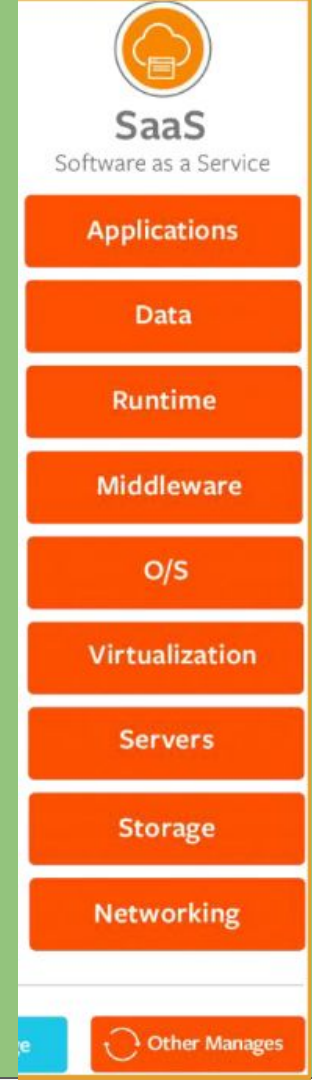 SaaS
Software as a Service
Applications
Data
Runtime
Middleware
O/S
Virtualization
Servers
Storage
Networking
Other Manages